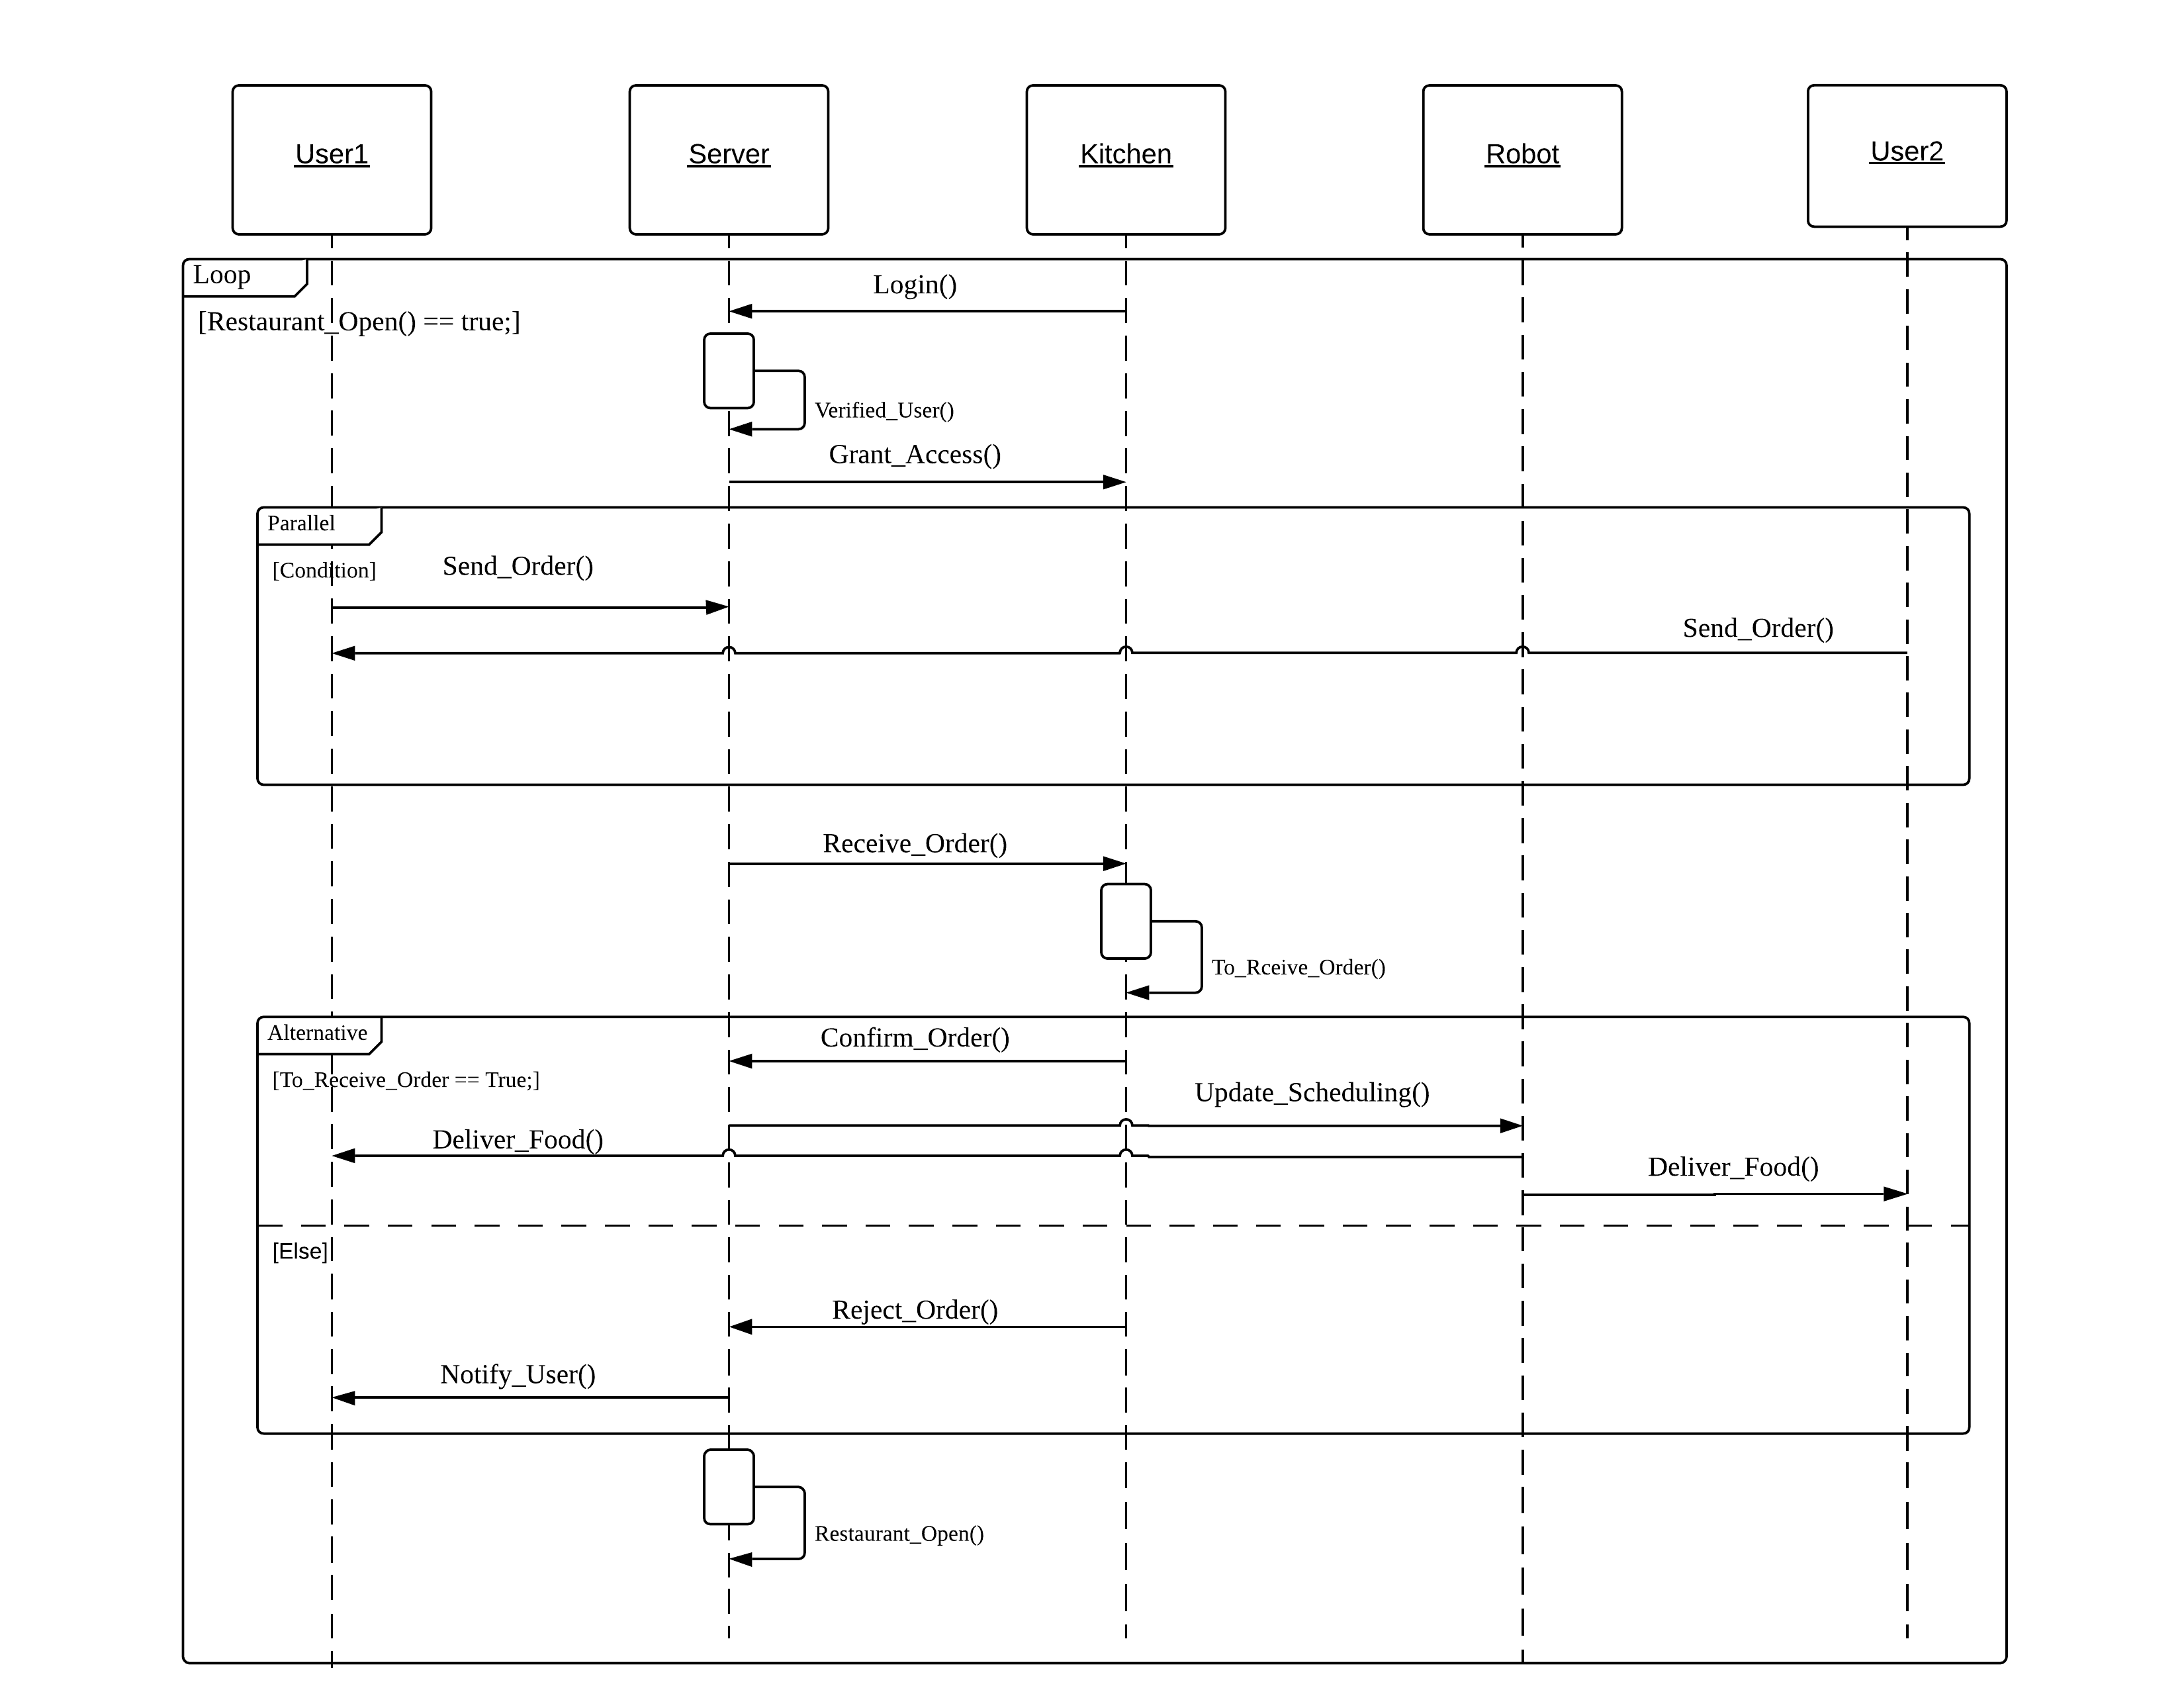 User1
Server
Kitchen
Robot
User2
Loop
Login()
[Restaurant_Open() == true;]
Verified_User()
Grant_Access()
Parallel
[Condition]
Send_Order()
Send_Order()
Receive_Order()
To_Rceive_Order()
Alternative
Confirm_Order()
[To_Receive_Order == True;]
Update_Scheduling()
Deliver_Food()
Deliver_Food()
[Else]
Reject_Order()
Notify_User()
Restaurant_Open()